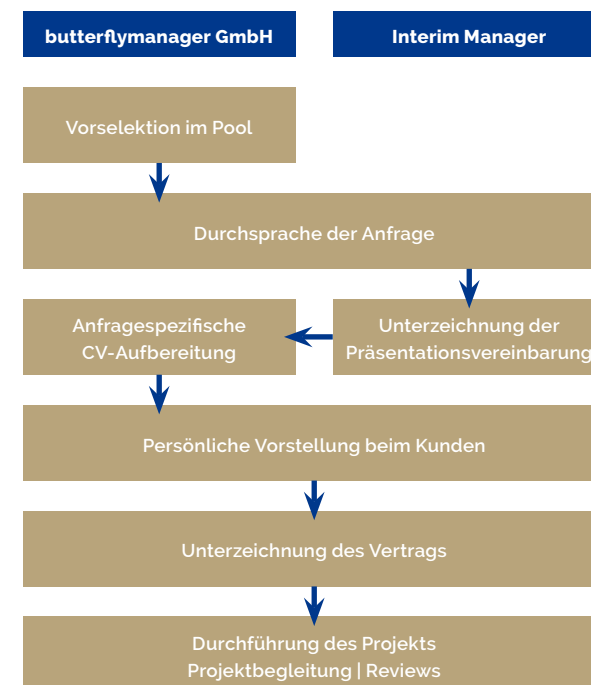 butterflymanager GmbH
Interim Manager
Vorselektion im Pool
Durchsprache der Anfrage
Anfragespezifische
CV-Aufbereitung
Unterzeichnung der
Präsentationsvereinbarung
Persönliche Vorstellung beim Kunden
Unterzeichnung des Vertrags
Durchführung des Projekts
Projektbegleitung | Reviews